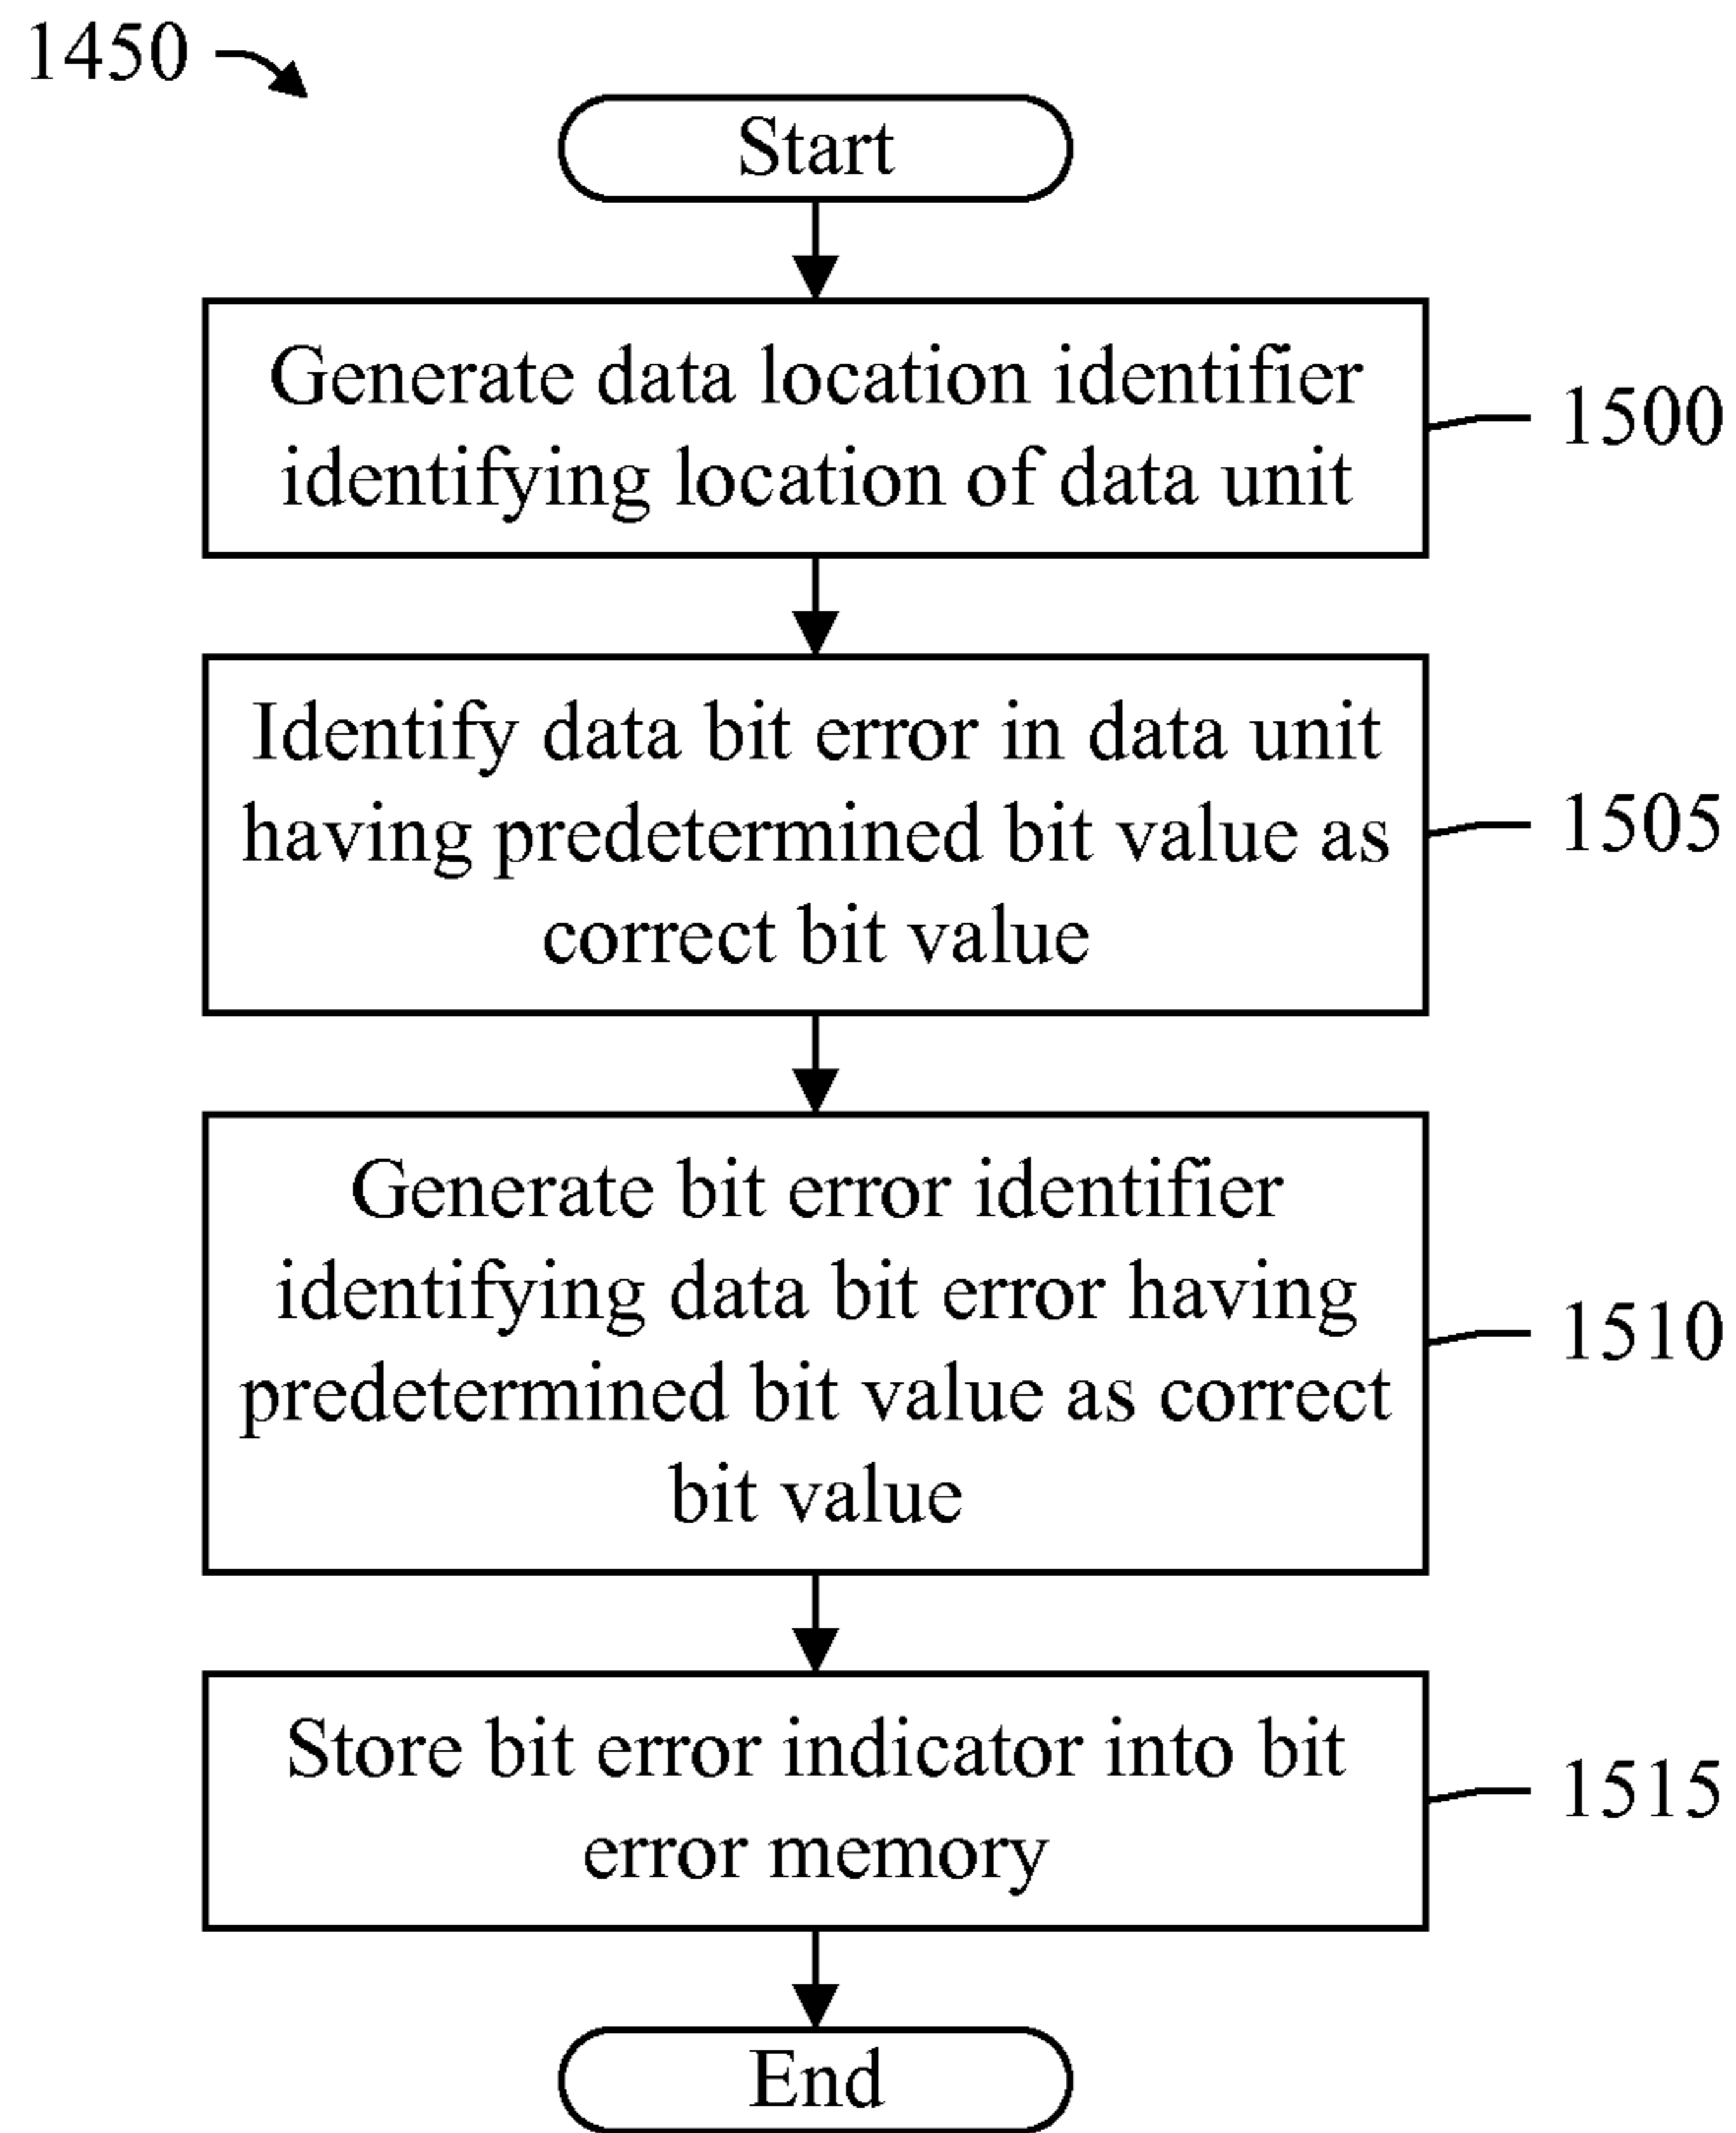 1450
Start
Generate data location identifier
identifying location of data unit
1500
Identify data bit error in data unit
having predetermined bit value as
correct bit value
1505
Generate bit error identifier
identifying data bit error having
predetermined bit value as correct
bit value
1510
Store bit error indicator into bit
error memory
1515
End